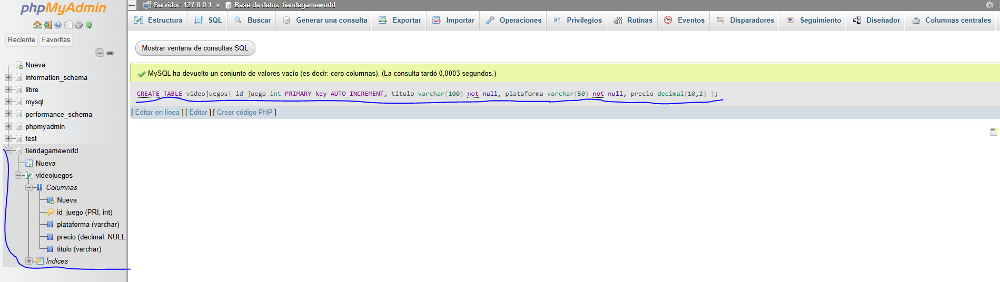 phpMyAdmin
Reciente Favoritas
Nueva
information_schema
libre
mysql
performance_schema
phpmyadmin
test
tiendagameworld
Nueva
videojuegos
Columnas
Nueva
id_juego (PRI, int)
plataforma (varchar)
precio (decimal, NULL,
titulo (varchar)
Índices
Servidor: 127.0.0.1 » Base de datos: tiendagameworld
Estructura SQL Buscar Generar una consulta Exportar Importar Operaciones Privilegios Rutinas Eventos Disparadores Seguimiento Diseñador Columnas centrales
Mostrar ventana de consultas SQL
MySQL ha devuelto un conjunto de valores vacío (es decir: cero columnas). (La consulta tardó 0,0003 segundos.)
CREATE TABLE videojuegos( id_juego int PRIMARY key AUTO_INCREMENT, titulo varchar(100) not null, plataforma varchar(50) not null, precio decimal(10,2) );
[ Editar en línea ] [ Editar ] [ Crear código PHP ]